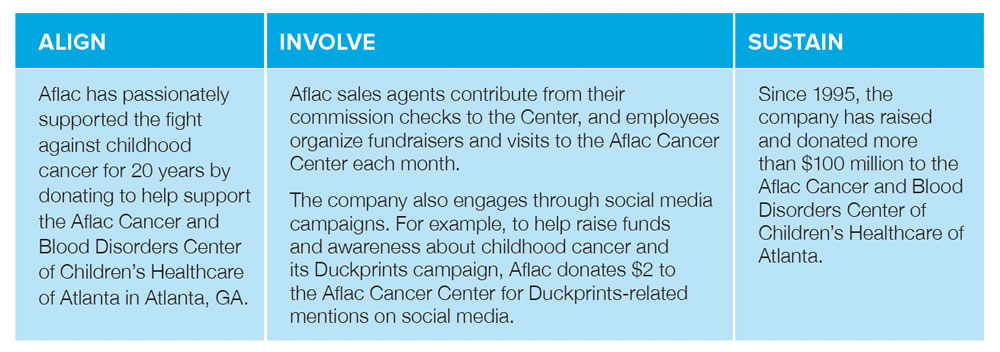 ALIGN
Aflac has passionately
supported the fight
against childhood
cancer for 20 years by
donating to help support
the Aflac Cancer and
Blood Disorders Center
of Children’s Healthcare
of Atlanta in Atlanta, GA.
INVOLVE
Aflac sales agents contribute from their
commission checks to the Center, and employees
organize fundraisers and visits to the Aflac Cancer
Center each month.
The company also engages through social media
campaigns. For example, to help raise funds
and awareness about childhood cancer and
its Duckprints campaign, Aflac donates $2 to
the Aflac Cancer Center for Duckprints-related
mentions on social media.
SUSTAIN
Since 1995, the
company has raised
and donated more
than $100 million to the
Aflac Cancer and Blood
Disorders Center of
Children’s Healthcare of
Atlanta.